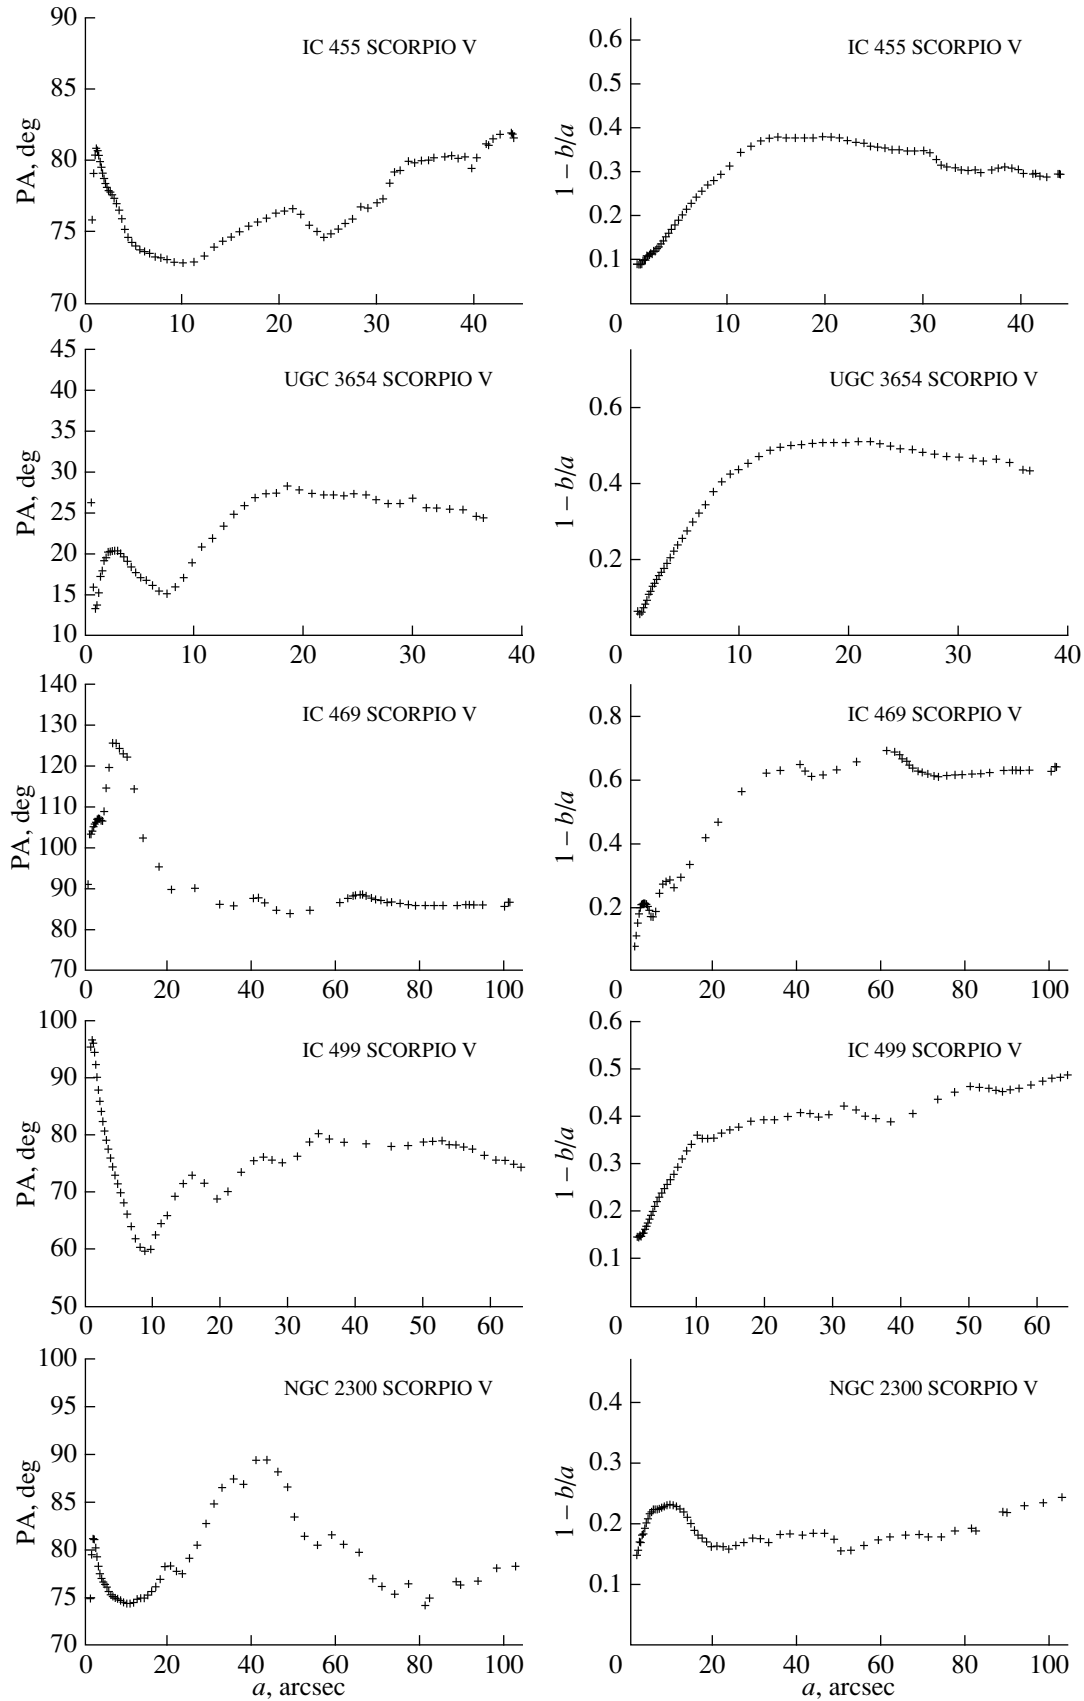 90
85
80
75
70
PA, deg
IC 455 SCORPIO V
0 10 20 30 40
0.6
0.5
0.4
0.3
0.2
0.1
1 – b/a
IC 455 SCORPIO V
0 10 20 30 40
45
40
35
30
25
20
15
10
PA, deg
UGC 3654 SCORPIO V
0 10 20 30 40
0.6
0.4
0.2
1 – b/a
UGC 3654 SCORPIO V
0 10 20 30 40
140
130
120
110
100
90
80
70
PA, deg
IC 469 SCORPIO V
0 20 40 60 80 100
0.8
0.6
0.4
0.2
1 – b/a
IC 469 SCORPIO V
0 20 40 60 80 100
100
90
80
70
60
50
PA, deg
IC 499 SCORPIO V
0 10 20 30 40 50 60
0.6
0.5
0.4
0.3
0.2
0.1
1 – b/a
IC 499 SCORPIO V
0 10 20 30 40 50 60
100
95
90
85
80
75
70
PA, deg
NGC 2300 SCORPIO V
0 20 40 60 80 100
a, arcsec
0.4
0.3
0.2
0.1
1 – b/a
NGC 2300 SCORPIO V
0 20 40 60 80 100
a, arcsec